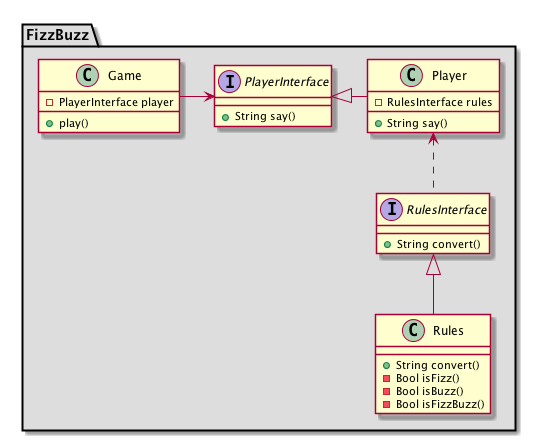 FizzBuzz
C Game
PlayerInterface player
play()
I PlayerInterface
String say()
C Player
RulesInterface rules
String say()
I RulesInterface
String convert()
C Rules
String convert()
Bool isFizz()
Bool isBuzz()
Bool isFizzBuzz()